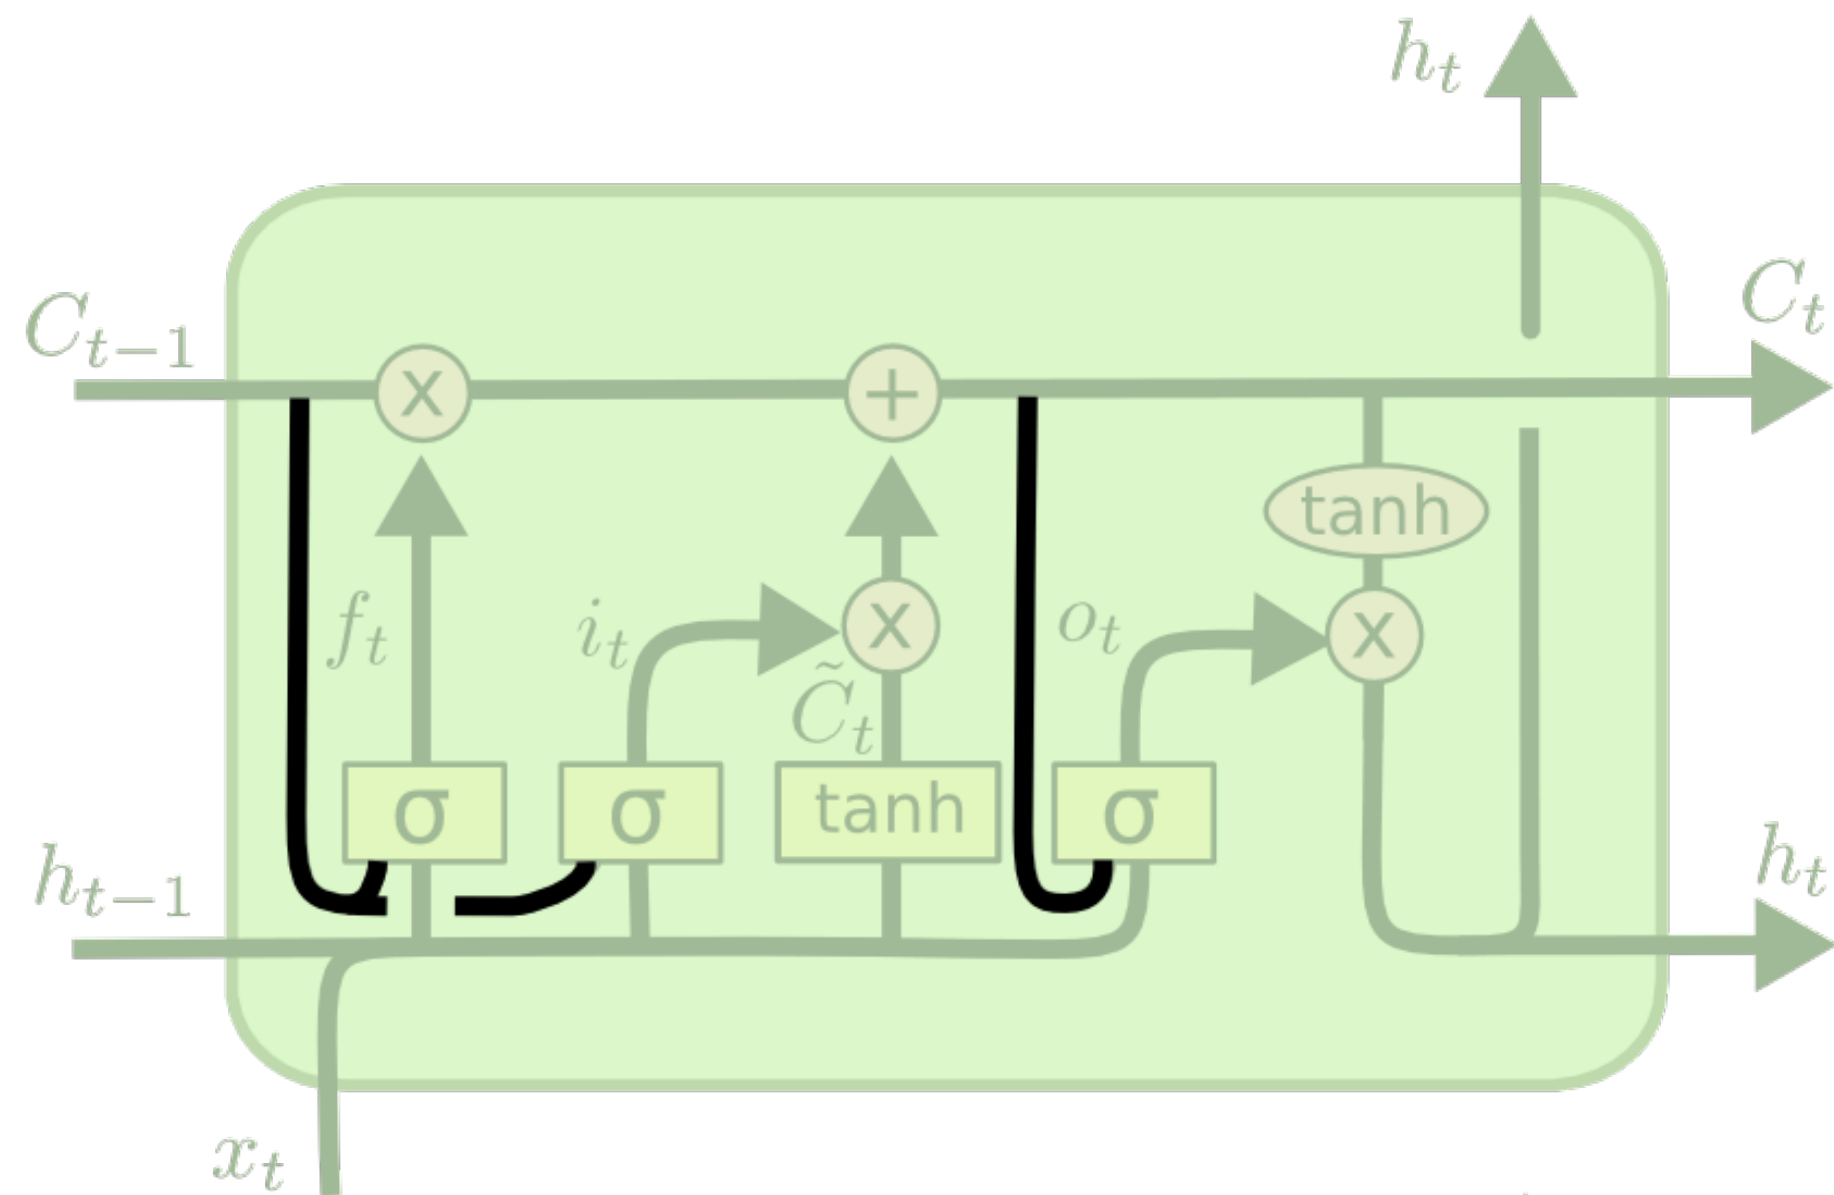 h_t
C_{t-1}
C_t
x
+
tanh
f_t
i_t
x
o_t
x
C̃_t
σ
σ
tanh
σ
h_{t-1}
h_t
x_t